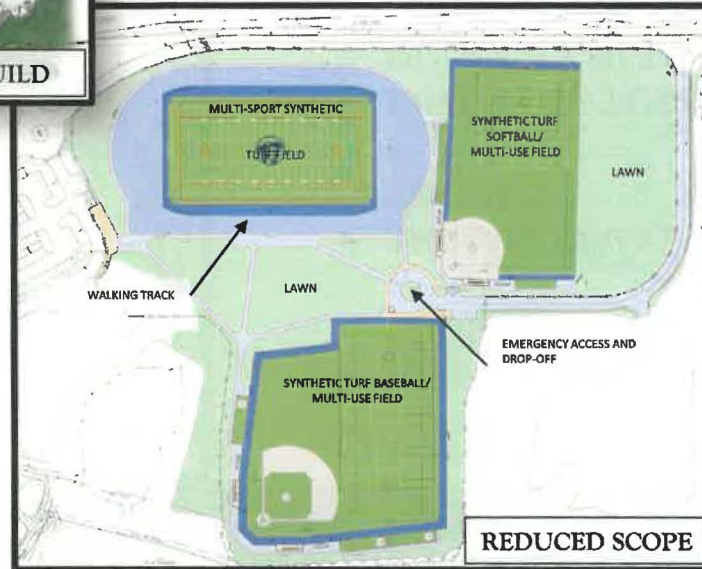 UILD
MULTI-SPORT SYNTHETIC
TURF FIELD
SYNTHETIC TURF
SOFTBALL/
MULTI-USE FIELD
LAWN
WALKING TRACK
LAWN
EMERGENCY ACCESS AND
DROP-OFF
SYNTHETIC TURF BASEBALL/
MULTI-USE FIELD
REDUCED SCOPE